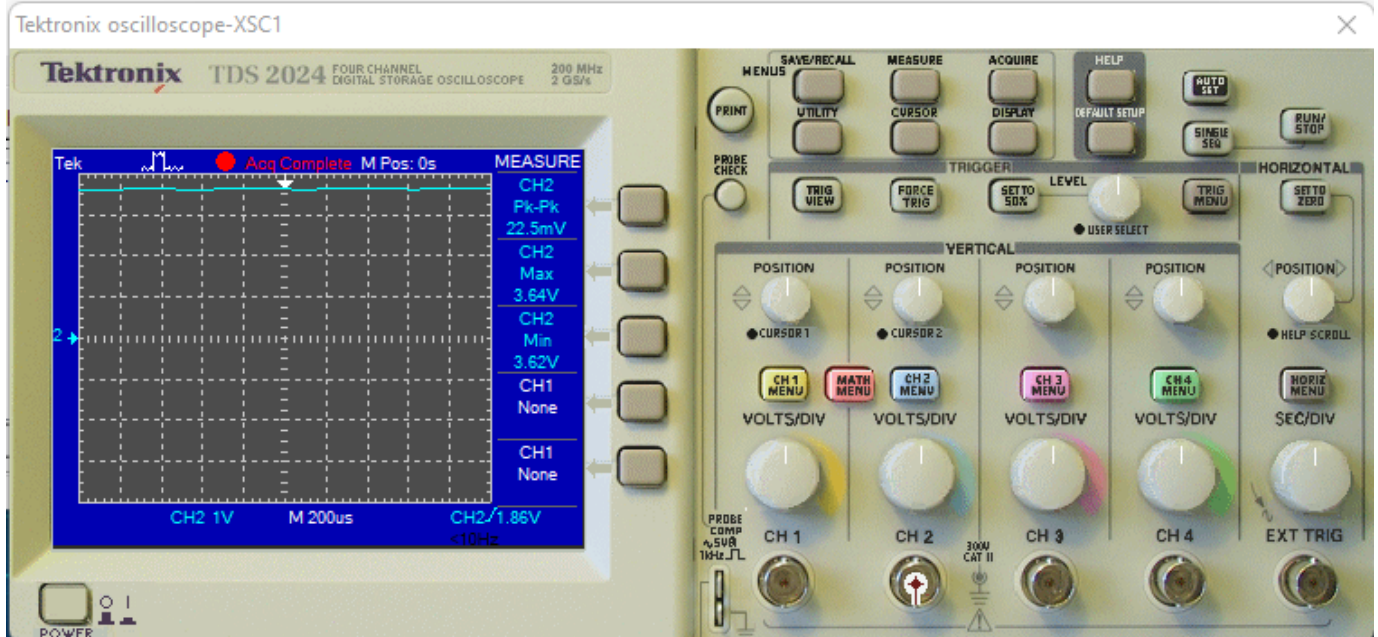 Tektronix oscilloscope-XSC1
Tektronix TDS 2024 FOUR CHANNEL DIGITAL STORAGE OSCILLOSCOPE 200 MHz 2 GS/s
Tek Acq Complete M Pos: 0s MEASURE
CH2
Pk-Pk
22.5mV
CH2
Max
3.64V
CH2
Min
3.62V
CH1
None
CH1
None
2
CH2 1V M 200us CH2 1.86V
<10Hz
POWER
MENUS
SAVE/RECALL MEASURE ACQUIRE HELP AUTO SET
PRINT UTILITY CURSOR DISPLAY DEFAULT SETUP SINGLE SEQ RUN/ STOP
PROBE CHECK
TRIGGER HORIZONTAL
TRIG VIEW FORCE TRIG SET TO 50% LEVEL TRIG MENU SET TO ZERO
USER SELECT
VERTICAL
POSITION POSITION POSITION POSITION POSITION
CURSOR 1 CURSOR 2 HELP SCROLL
CH 1 MENU MATH MENU CH 2 MENU CH 3 MENU CH 4 MENU HORIZ MENU
VOLTS/DIV VOLTS/DIV VOLTS/DIV VOLTS/DIV SEC/DIV
PROBE COMP
~5V@
1kHz
CH 1 CH 2 CH 3 CH 4 EXT TRIG
300V
CAT II